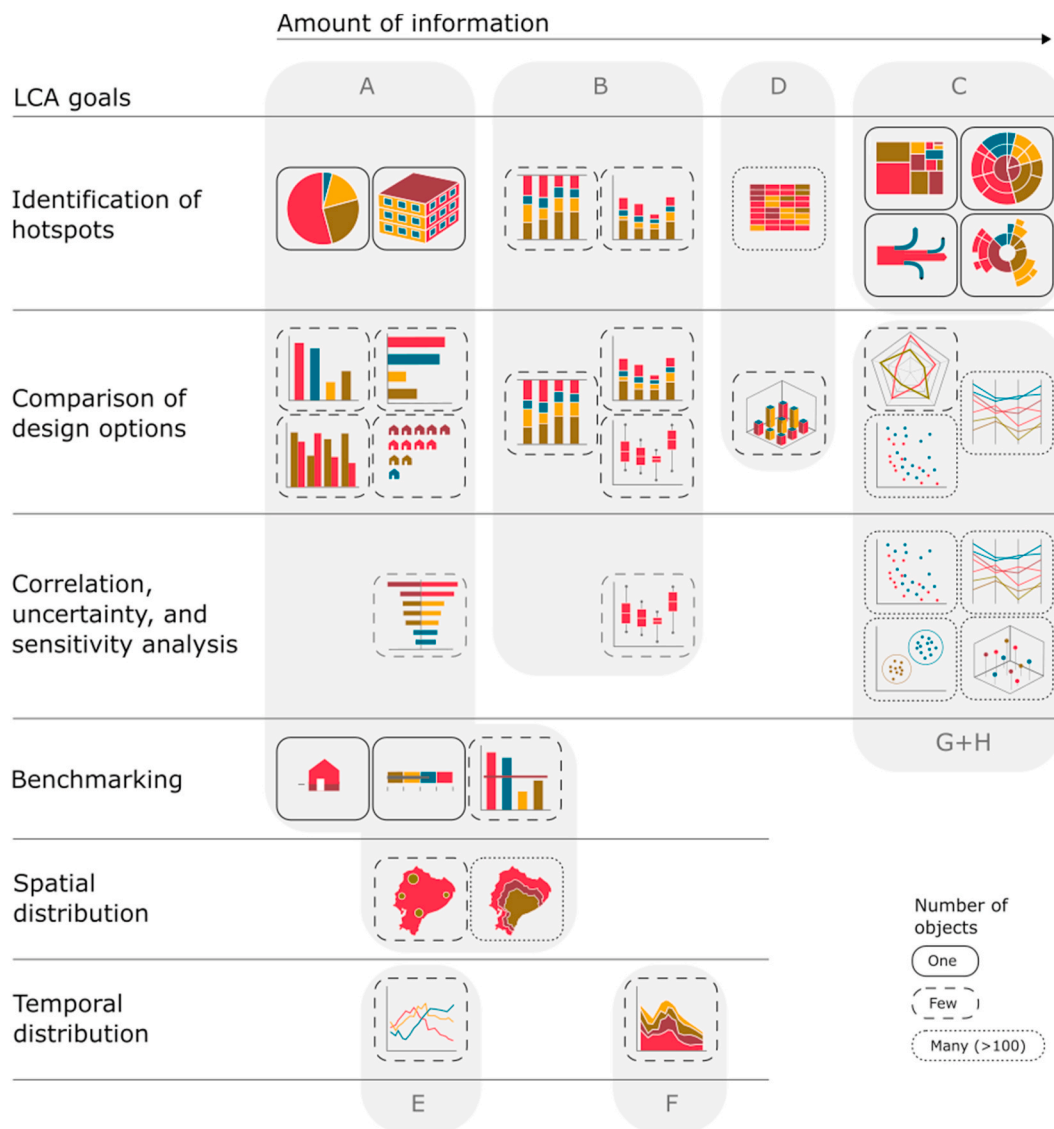 Amount of information
LCA goals
A
B
D
C
Identification of
hotspots
Comparison of
design options
Correlation,
uncertainty, and
sensitivity analysis
G+H
Benchmarking
Spatial
distribution
Number of
objects
One
Few
Many (>100)
Temporal
distribution
E
F